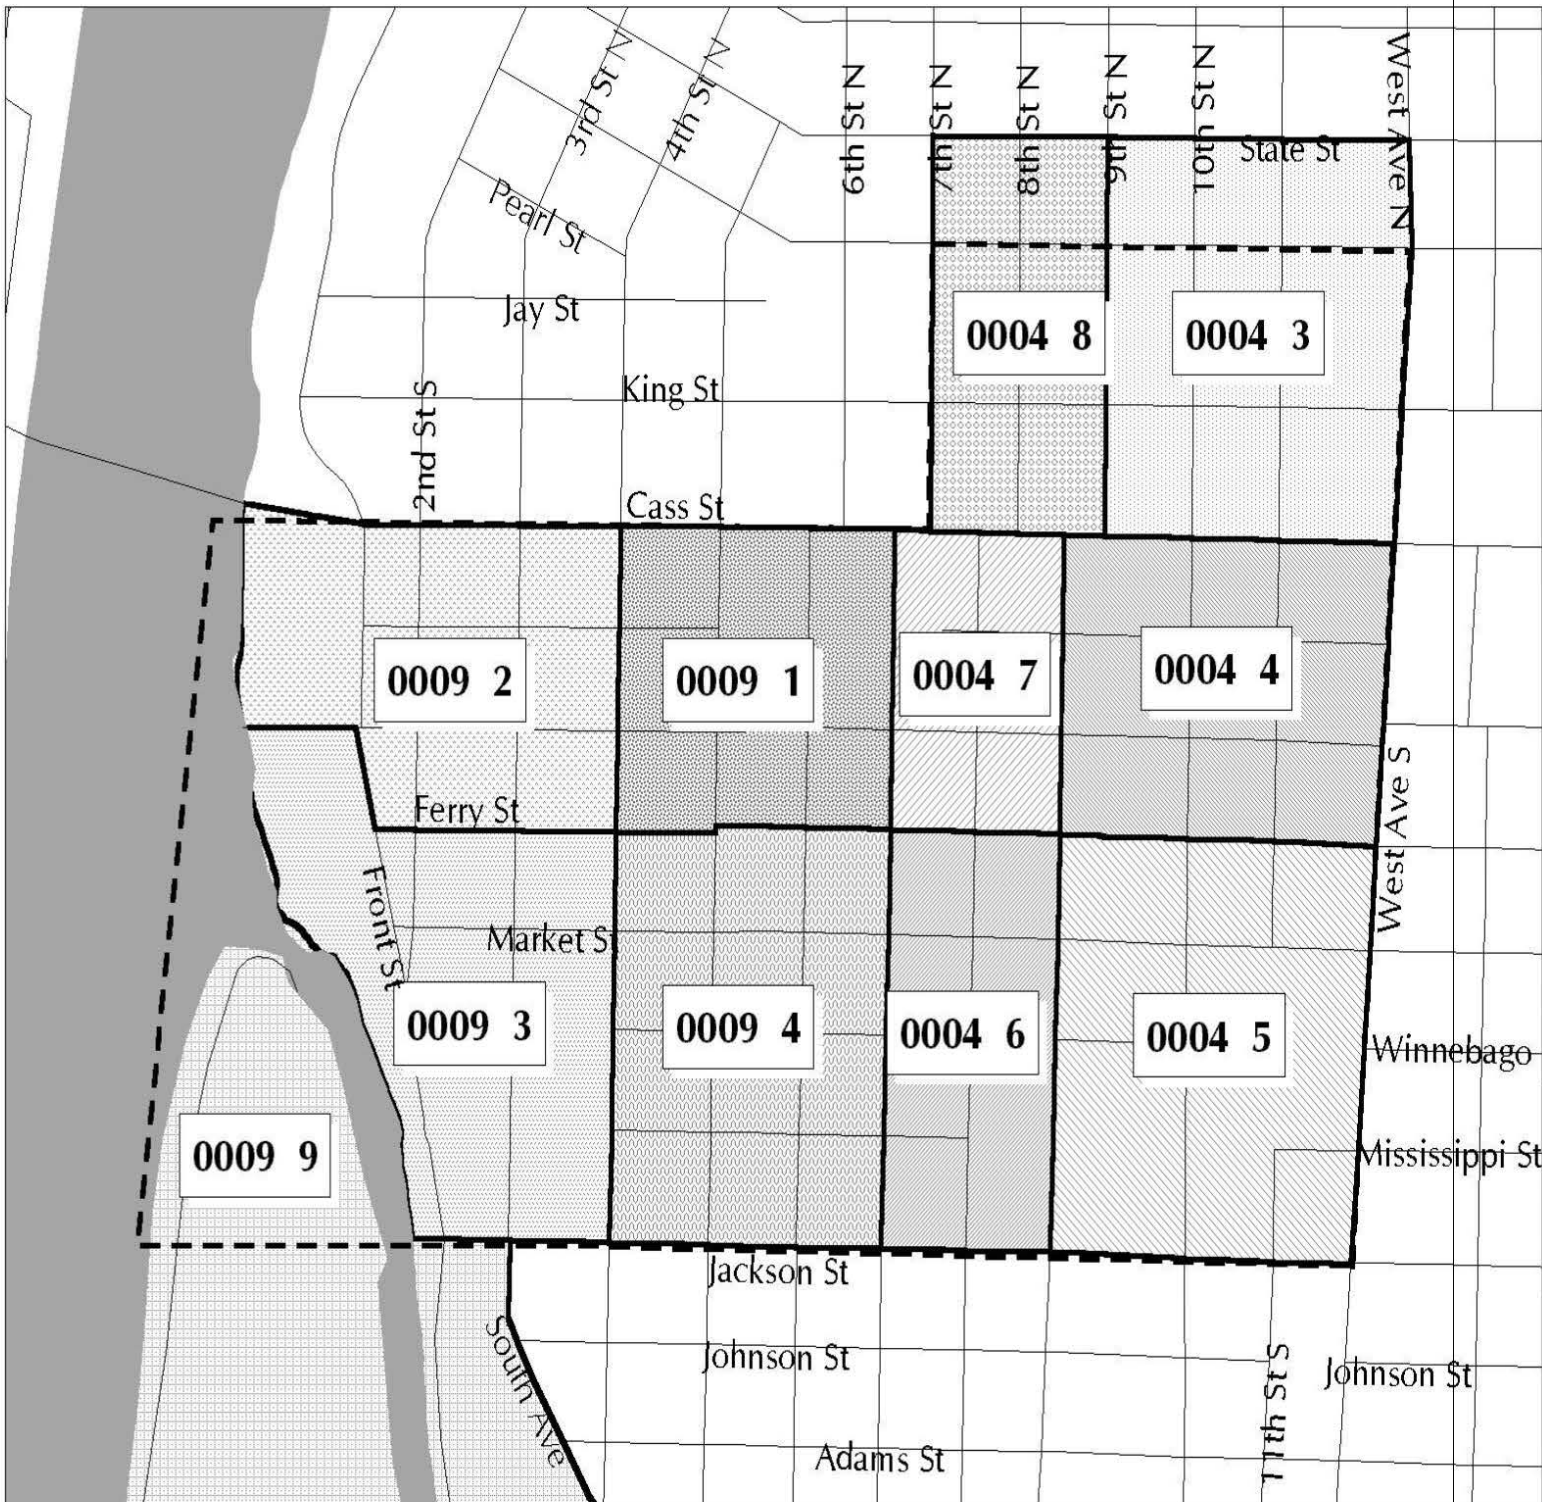 3rd St N
4th St N
6th St N
7th St N
8th St N
9th St N
10th St N
West Ave N
State St
Pearl St
Jay St
0004 8
0004 3
King St
2nd St S
Cass St
0009 2
0009 1
0004 7
0004 4
Ferry St
West Ave S
Front St
Market St
0009 3
0009 4
0004 6
0004 5
Winnebago
0009 9
Mississippi St
Jackson St
South Ave
Johnson St
11th St S
Johnson St
Adams St